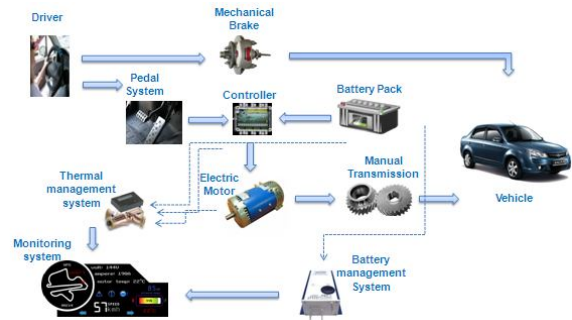 Driver
Mechanical
Brake
Pedal
System
Controller
Battery Pack
Thermal
management
system
Electric
Motor
Manual
Transmission
Vehicle
Monitoring
system
Battery
management
System
57